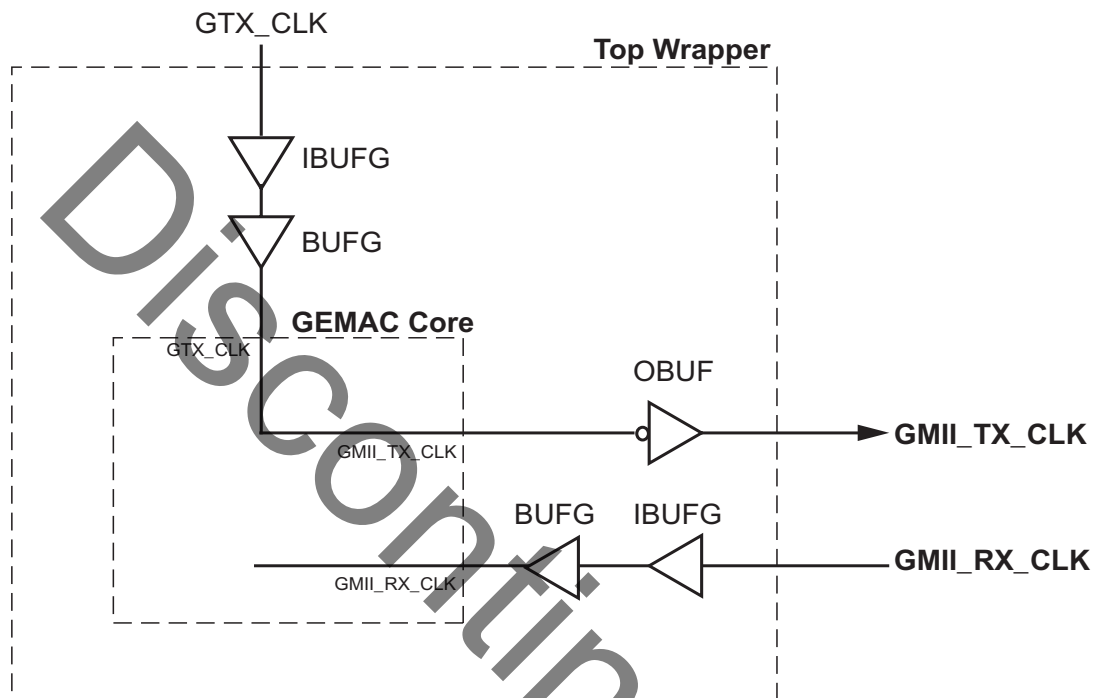 GTX_CLK
Top Wrapper
IBUFG
BUFG
GEMAC Core
GTX_CLK
OBUF
GMII_TX_CLK
GMII_TX_CLK
BUFG IBUFG
GMII_RX_CLK
GMII_RX_CLK
Discontin